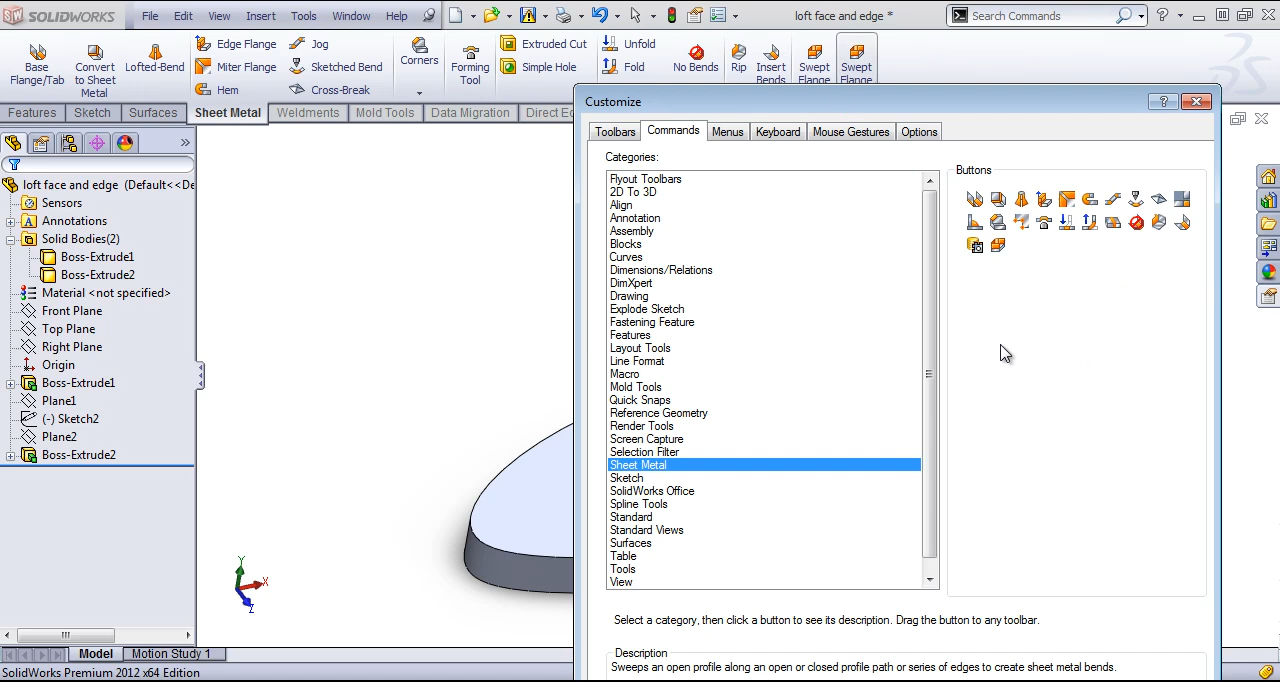 SOLIDWORKS File Edit View Insert Tools Window Help loft face and edge * Search Commands
Base Flange/Tab
Convert to Sheet Metal
Lofted-Bend
Edge Flange
Miter Flange
Hem
Jog
Sketched Bend
Cross-Break
Corners
Forming Tool
Extruded Cut
Simple Hole
Unfold
Fold
No Bends
Rip
Insert Bends
Swept Flange
Swept Flange
Features Sketch Surfaces Sheet Metal Weldments Mold Tools Data Migration Direct Ec
loft face and edge (Default<<De
Sensors
Annotations
Solid Bodies(2)
Boss-Extrude1
Boss-Extrude2
Material <not specified>
Front Plane
Top Plane
Right Plane
Origin
Boss-Extrude1
Plane1
(-) Sketch2
Plane2
Boss-Extrude2
Y
X
Z
Model Motion Study 1
SolidWorks Premium 2012 x64 Edition
Customize
Toolbars Commands Menus Keyboard Mouse Gestures Options
Categories:
Flyout Toolbars
2D To 3D
Align
Annotation
Assembly
Blocks
Curves
Dimensions/Relations
DimXpert
Drawing
Explode Sketch
Fastening Feature
Features
Layout Tools
Line Format
Macro
Mold Tools
Quick Snaps
Reference Geometry
Render Tools
Screen Capture
Selection Filter
Sheet Metal
Sketch
SolidWorks Office
Spline Tools
Standard
Standard Views
Surfaces
Table
Tools
View
Buttons
Select a category, then click a button to see its description. Drag the button to any toolbar.
Description
Sweeps an open profile along an open or closed profile path or series of edges to create sheet metal bends.